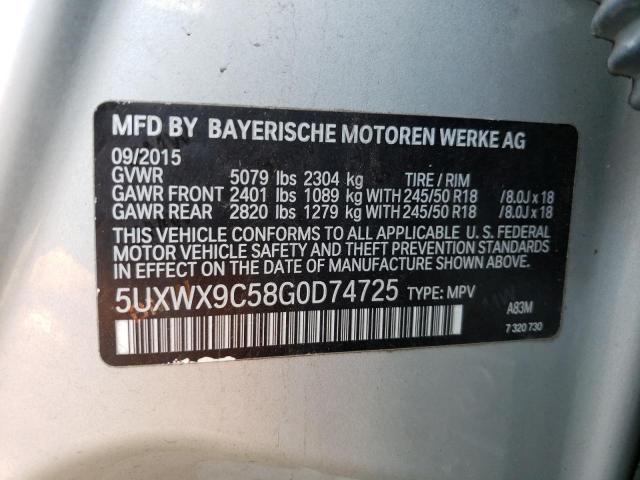 MFD BY BAYERISCHE MOTOREN WERKE AG
09/2015
GVWR 5079 lbs 2304 kg TIRE / RIM
GAWR FRONT 2401 lbs 1089 kg WITH 245/50 R18 / 8.0J x 18
GAWR REAR 2820 lbs 1279 kg WITH 245/50 R18 / 8.0J x 18
THIS VEHICLE CONFORMS TO ALL APPLICABLE U. S. FEDERAL
MOTOR VEHICLE SAFETY AND THEFT PREVENTION STANDARDS
IN EFFECT ON THE DATE OF MANUFACTURE SHOWN ABOVE.
5UXWX9C58G0D74725 TYPE: MPV
A83M
7 320 730